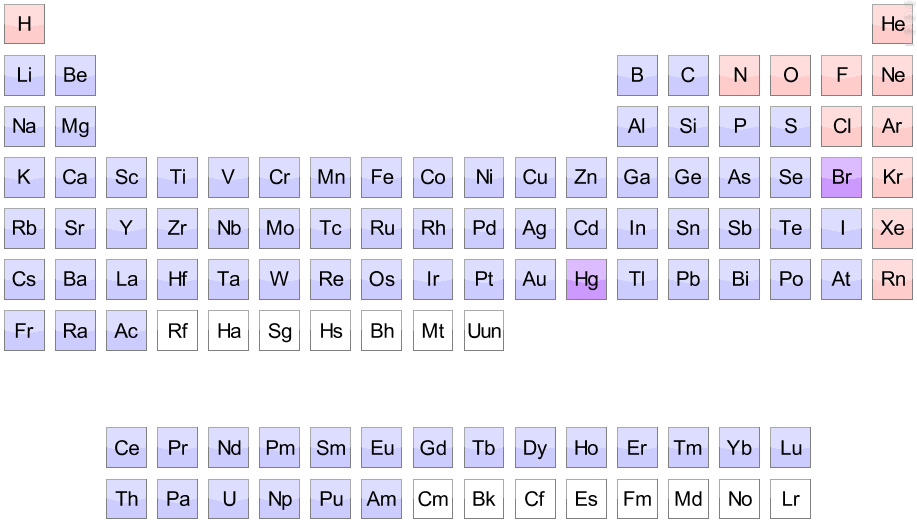 H He
Li Be B C N O F Ne
Na Mg Al Si P S Cl Ar
K Ca Sc Ti V Cr Mn Fe Co Ni Cu Zn Ga Ge As Se Br Kr
Rb Sr Y Zr Nb Mo Tc Ru Rh Pd Ag Cd In Sn Sb Te I Xe
Cs Ba La Hf Ta W Re Os Ir Pt Au Hg Tl Pb Bi Po At Rn
Fr Ra Ac Rf Ha Sg Hs Bh Mt Uun
Ce Pr Nd Pm Sm Eu Gd Tb Dy Ho Er Tm Yb Lu
Th Pa U Np Pu Am Cm Bk Cf Es Fm Md No Lr